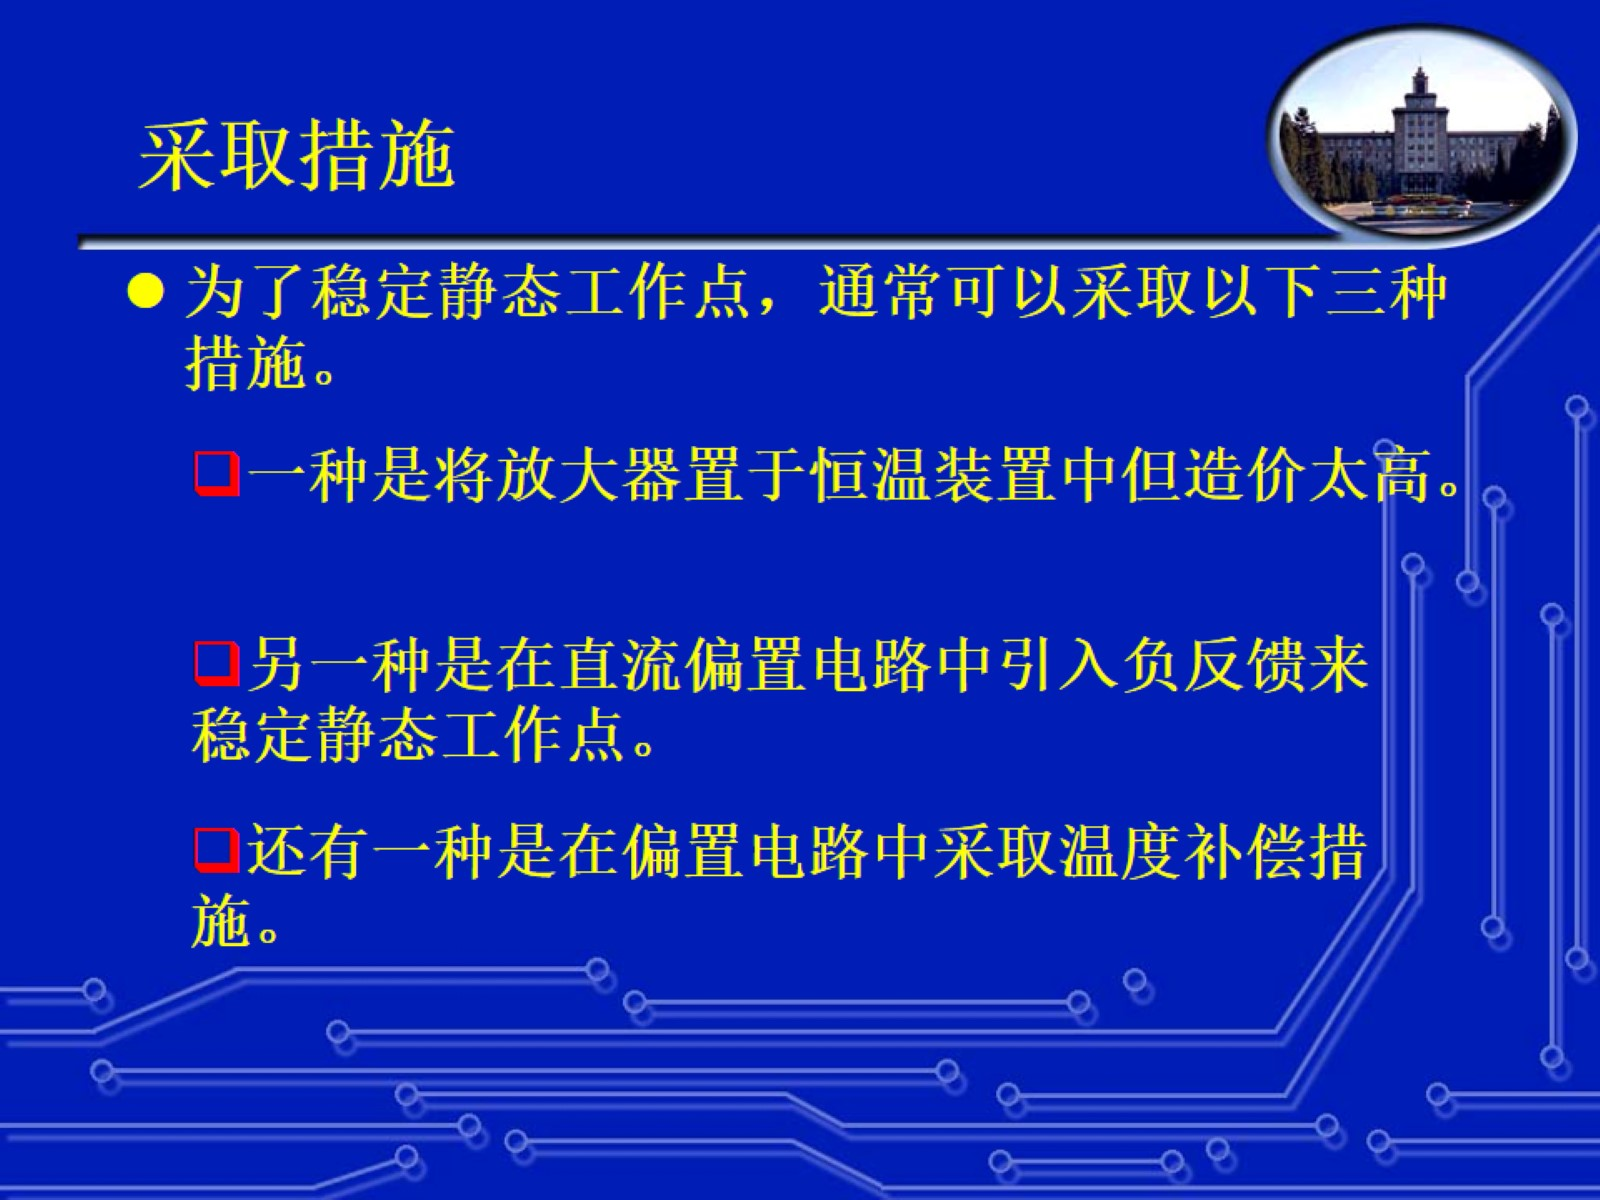 采取措施
为了稳定静态工作点，通常可以采取以下三种
措施。
一种是将放大器置于恒温装置中但造价太高。
另一种是在直流偏置电路中引入负反馈来
稳定静态工作点。
还有一种是在偏置电路中采取温度补偿措
施。